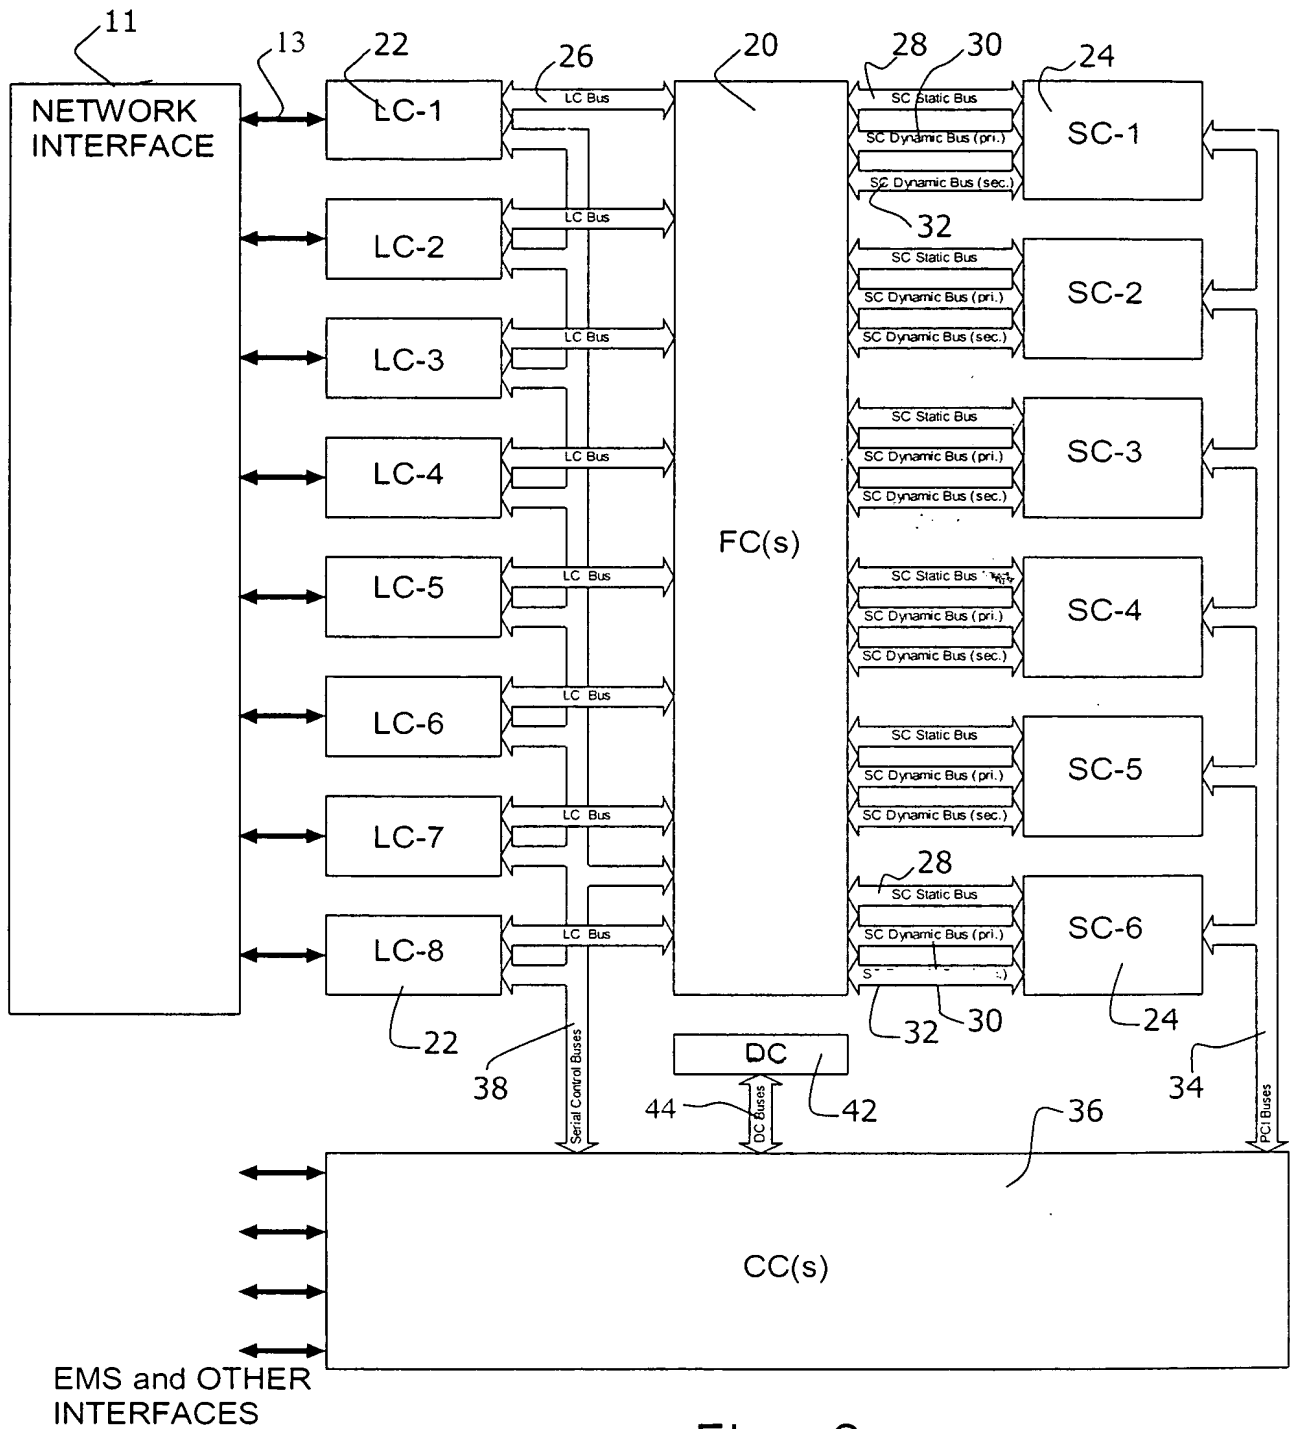 11
13
22
26
20
28
30
24
NETWORK
INTERFACE
LC-1
LC Bus
SC Static Bus
SC Dynamic Bus (pri.)
SC Dynamic Bus (sec.)
SC-1
32
LC-2
LC Bus
SC Static Bus
SC Dynamic Bus (pri.)
SC Dynamic Bus (sec.)
SC-2
LC-3
LC Bus
SC Static Bus
SC Dynamic Bus (pri.)
SC Dynamic Bus (sec.)
SC-3
LC-4
LC Bus
FC(s)
LC-5
LC Bus
SC Static Bus
SC Dynamic Bus (pri.)
SC Dynamic Bus (sec.)
SC-4
LC-6
LC Bus
SC Static Bus
SC Dynamic Bus (pri.)
SC Dynamic Bus (sec.)
SC-5
LC-7
LC Bus
28
SC Static Bus
SC Dynamic Bus (pri.)
SC-6
LC-8
LC Bus
22
38
32
30
24
34
DC
42
44
36
Serial Control Buses
DC Buses
PCI Buses
CC(s)
EMS and OTHER
INTERFACES